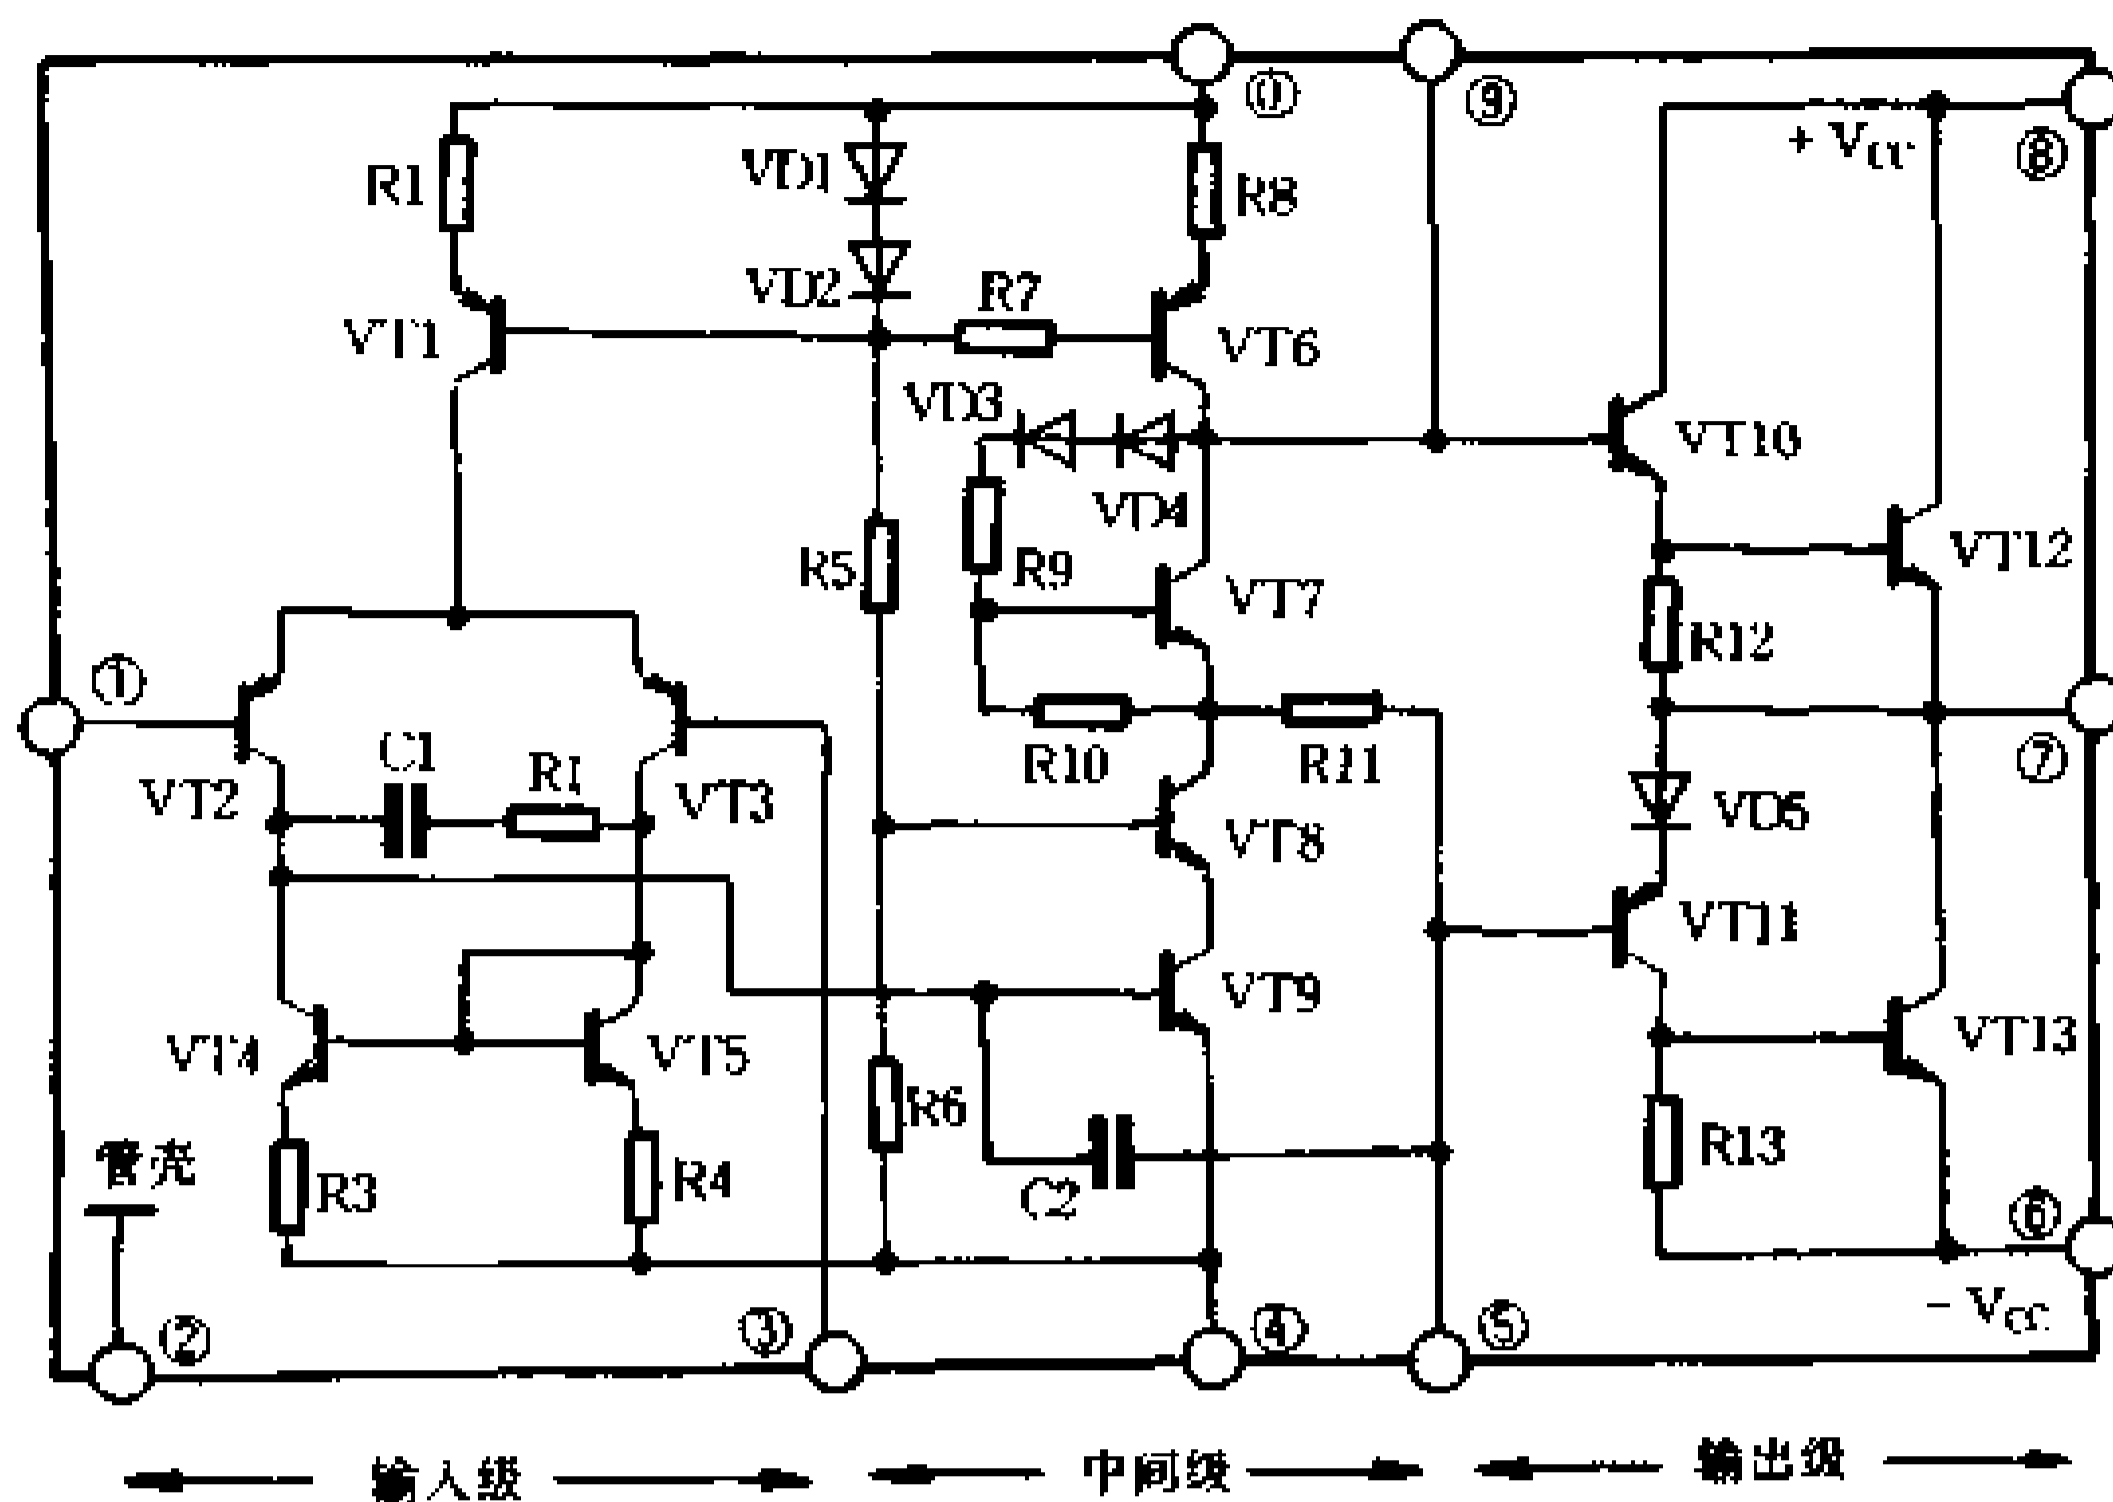 ⓪ ⑨
+ VCC ⑧
R1 VD1 R8
VD2 R7
VT1 VT6
VD3
VT10
VD4
R5 R9 VT7 VT12
R12
①
C1 R1 R10 R11 ⑦
VT2 VT3 VT8 VD5
VT11
VT9
VT4 VT5 VT13
R6
管壳 R3 R4 C2 R13
⑥
② ③ ④ ⑤ - VCC
输入级 中间级 输出级